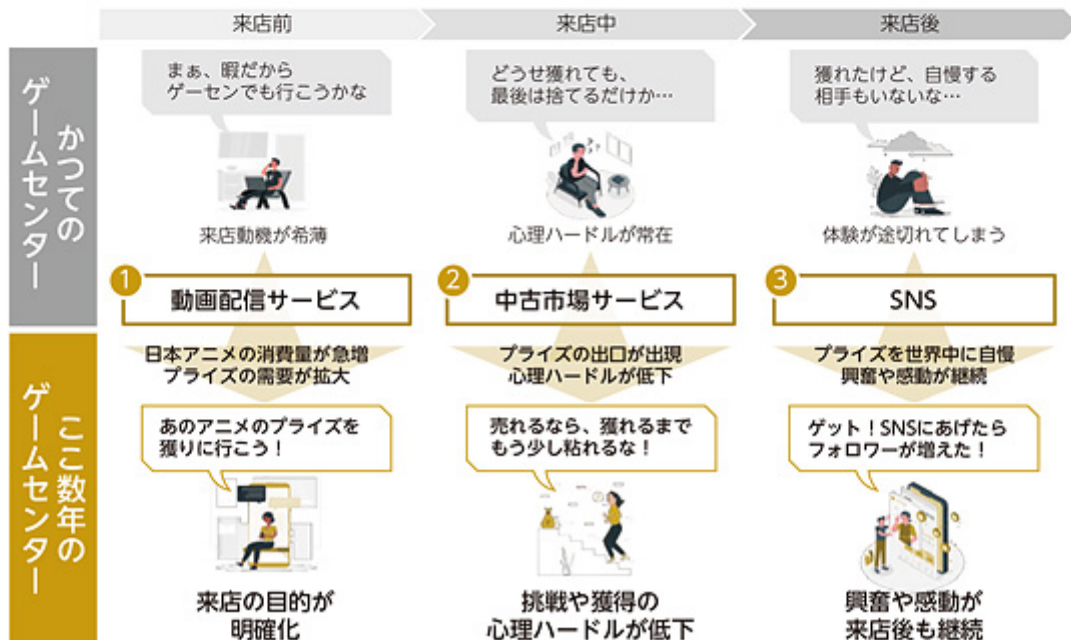 来店前
来店中
来店後
かつての
ゲームセンター
まぁ、暇だから
ゲーセンでも行こうかな
どうせ獲れても、
最後は捨てるだけか…
獲れたけど、自慢する
相手もいないな…
来店動機が希薄
心理ハードルが常在
体験が途切れてしまう
1 動画配信サービス
2 中古市場サービス
3 SNS
ここ数年の
ゲームセンター
日本アニメの消費量が急増
プライズの需要が拡大
プライズの出口が出現
心理ハードルが低下
プライズを世界中に自慢
興奮や感動が継続
あのアニメのプライズを
獲りに行こう！
売れるなら、獲れるまで
もう少し粘れるな！
ゲット！SNSにあげたら
フォロワーが増えた！
来店の目的が
明確化
挑戦や獲得の
心理ハードルが低下
興奮や感動が
来店後も継続